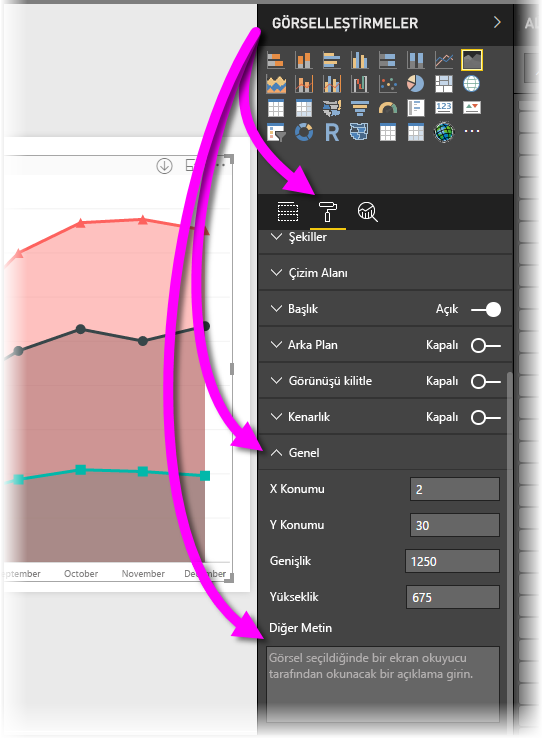 GÖRSELLEŞTİRMELER
123
R
Şekiller
Çizim Alanı
Başlık Açık
Arka Plan Kapalı
Görünüşü kilitle Kapalı
Kenarlık Kapalı
Genel
X Konumu 2
Y Konumu 30
Genişlik 1250
Yükseklik 675
Diğer Metin
Görsel seçildiğinde bir ekran okuyucu
tarafından okunacak bir açıklama girin.
October November December